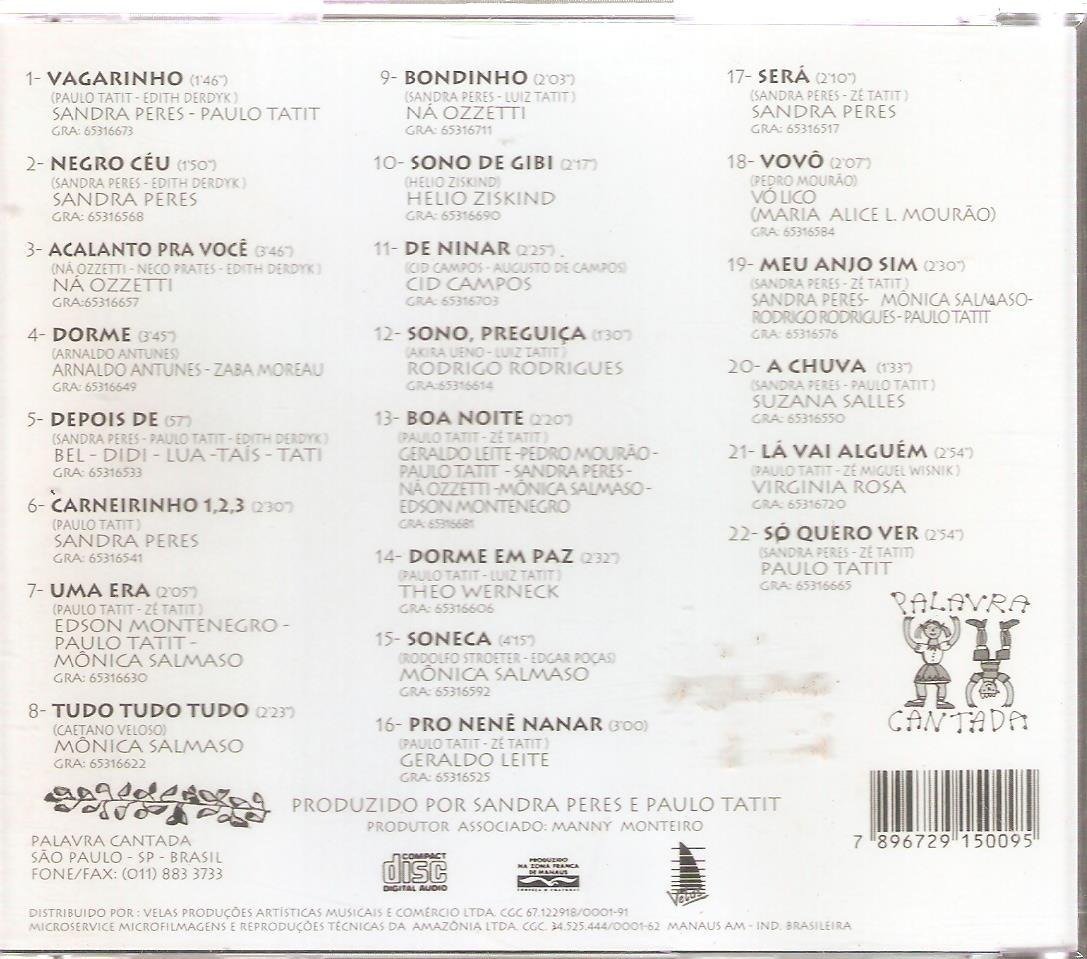 1- VAGARINHO (1'46")
(PAULO TATIT - EDITH DERDYK)
SANDRA PERES - PAULO TATIT
GRA: 65316673
2- NEGRO CÉU (1'50")
(SANDRA PERES - EDITH DERDYK)
SANDRA PERES
GRA: 65316568
3- ACALANTO PRA VOCÊ (3'46")
(NÁ OZZETTI - NECO PRATES - EDITH DERDYK)
NÁ OZZETTI
GRA:65316657
4- DORME (3'45")
(ARNALDO ANTUNES)
ARNALDO ANTUNES - ZABA MOREAU
GRA: 65316649
5- DEPOIS DE (57")
(SANDRA PERES - PAULO TATIT - EDITH DERDYK)
BEL - DIDI - LUA -TAÍS - TATI
GRA: 65316533
6- CARNEIRINHO 1,2,3 (2'30")
(PAULO TATIT)
SANDRA PERES
GRA: 65316541
7- UMA ERA (2'05")
(PAULO TATIT - ZÉ TATIT)
EDSON MONTENEGRO -
PAULO TATIT -
MÔNICA SALMASO
GRA: 65316630
8- TUDO TUDO TUDO (2'23")
(CAETANO VELOSO)
MÔNICA SALMASO
GRA: 65316622
9- BONDINHO (2'03")
(SANDRA PERES - LUIZ TATIT)
NÁ OZZETTI
GRA: 65316711
10- SONO DE GIBI (2'17")
(HELIO ZISKIND)
HELIO ZISKIND
GRA: 65316690
11- DE NINAR (2'25")
(CID CAMPOS - AUGUSTO DE CAMPOS)
CID CAMPOS
GRA: 65316703
12- SONO, PREGUIÇA (1'30")
(AKIRA UENO - LUIZ TATIT)
RODRIGO RODRIGUES
GRA:65316614
13- BOA NOITE (2'20")
(PAULO TATIT - ZÉ TATIT)
GERALDO LEITE -PEDRO MOURÃO -
PAULO TATIT - SANDRA PERES -
NÁ OZZETTI -MÔNICA SALMASO -
EDSON MONTENEGRO
GRA: 65316681
14- DORME EM PAZ (2'32")
(PAULO TATIT - LUIZ TATIT)
THEO WERNECK
GRA: 65316606
15- SONECA (4'15")
(RODOLFO STROETER - EDGAR POÇAS)
MÔNICA SALMASO
GRA: 65316592
16- PRO NENÊ NANAR (3'00)
(PAULO TATIT - ZÉ TATIT)
GERALDO LEITE
GRA: 65316525
17- SERÁ (2'10")
(SANDRA PERES - ZÉ TATIT)
SANDRA PERES
GRA: 65316517
18- VOVÔ (2'07")
(PEDRO MOURÃO)
VÓ LICO
(MARIA ALICE L. MOURÃO)
GRA: 65316584
19- MEU ANJO SIM (2'30")
(SANDRA PERES - ZÉ TATIT)
SANDRA PERES- MÔNICA SALMASO-
RODRIGO RODRIGUES - PAULO TATIT
GRA: 65316576
20- A CHUVA (1'33")
(SANDRA PERES - PAULO TATIT)
SUZANA SALLES
GRA: 65316550
21- LÁ VAI ALGUÉM (2'54")
(PAULO TATIT - ZÉ MIGUEL WISNIK)
VIRGINIA ROSA
GRA: 65316720
22- SÓ QUERO VER (2'54")
(SANDRA PERES - ZÉ TATIT)
PAULO TATIT
GRA: 65316665
PALAVRA
CANTADA
PRODUZIDO POR SANDRA PERES E PAULO TATIT
PRODUTOR ASSOCIADO: MANNY MONTEIRO
PALAVRA CANTADA
SÃO PAULO - SP - BRASIL
FONE/FAX: (011) 883 3733
COMPACT
disc
DIGITAL AUDIO
PRODUZIDO
NA ZONA FRANCA
DE MANAUS
Velas
7 896729 150095
DISTRIBUIDO POR : VELAS PRODUÇÕES ARTÍSTICAS MUSICAIS E COMÉRCIO LTDA. CGC 67.122918/0001-91
MICROSERVICE MICROFILMAGENS E REPRODUÇÕES TÉCNICAS DA AMAZÔNIA LTDA. CGC. 34.525.444/0001-62 MANAUS AM - IND. BRASILEIRA